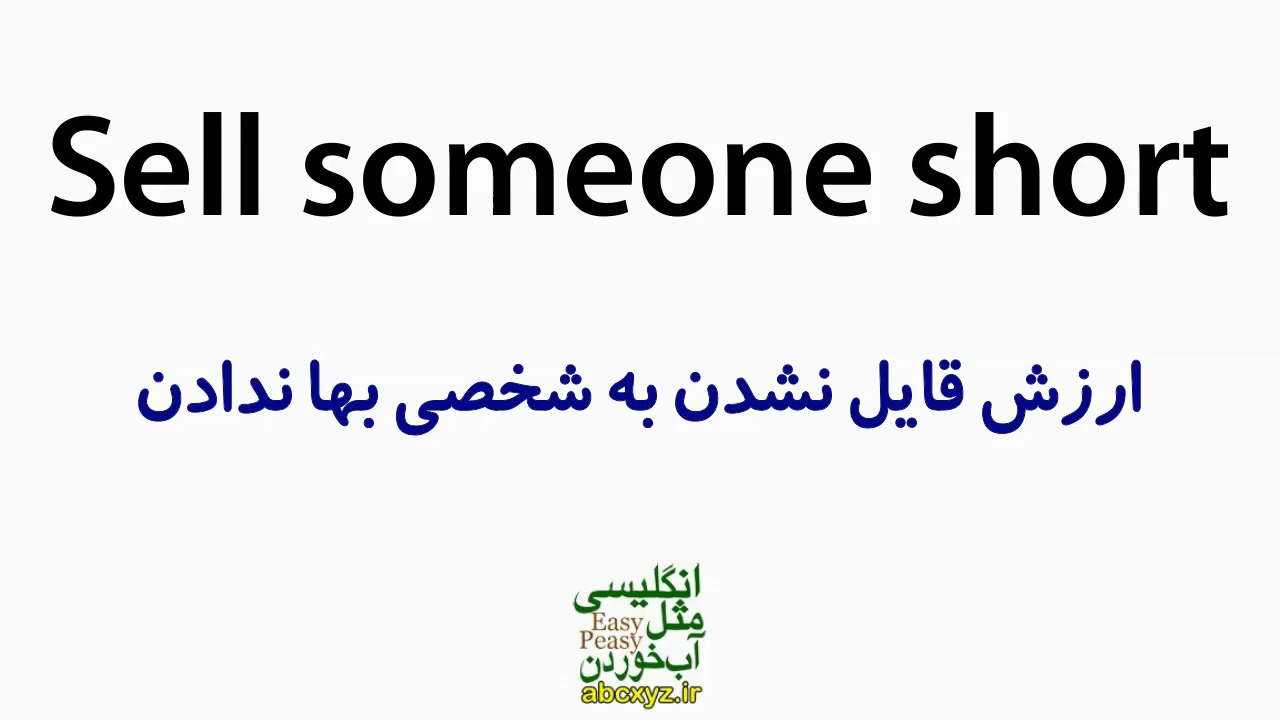 Sell someone short
ارزش قایل نشدن به شخصی بها ندادن
انگلیسی
مثل
Easy
Peasy
آب‌خوردن
abcxyz.ir